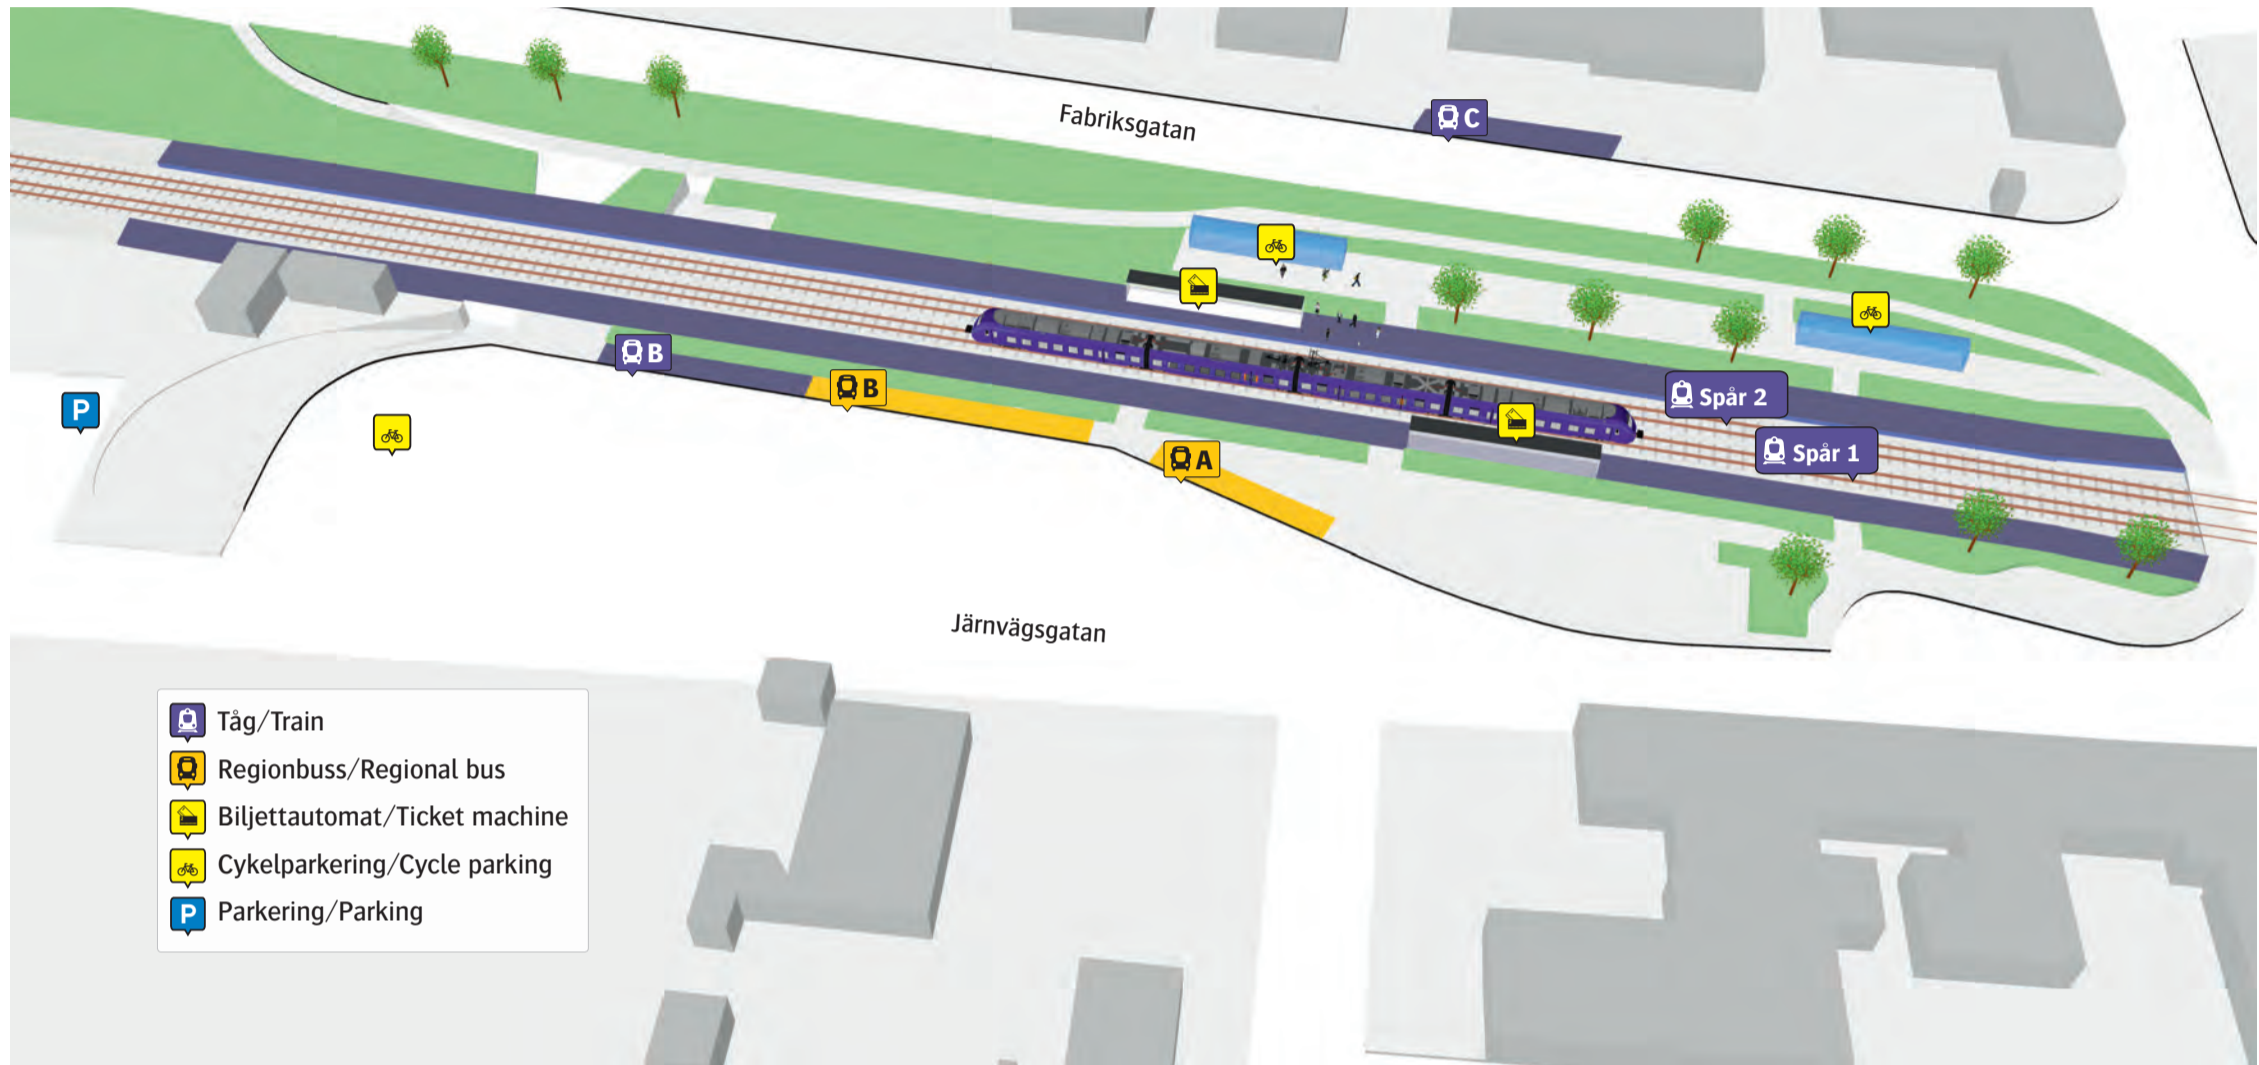 Fabriksgatan
C
B
B
A
P
Spår 2
Spår 1
Järnvägsgatan
Tåg/Train
Regionbuss/Regional bus
Biljettautomat/Ticket machine
Cykelparkering/Cycle parking
P Parkering/Parking